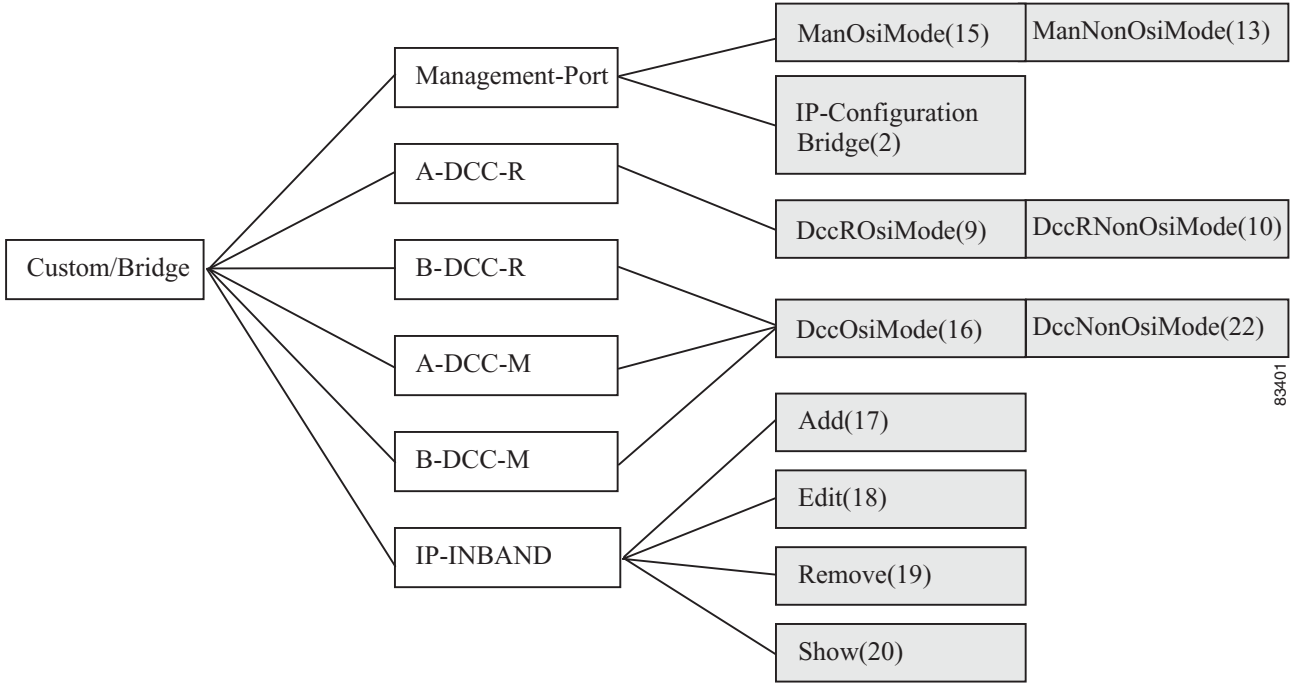 Custom/Bridge
Management-Port
A-DCC-R
B-DCC-R
A-DCC-M
B-DCC-M
IP-INBAND
ManOsiMode(15)
ManNonOsiMode(13)
IP-Configuration
Bridge(2)
DccROsiMode(9)
DccRNonOsiMode(10)
DccOsiMode(16)
DccNonOsiMode(22)
Add(17)
Edit(18)
Remove(19)
Show(20)
83401